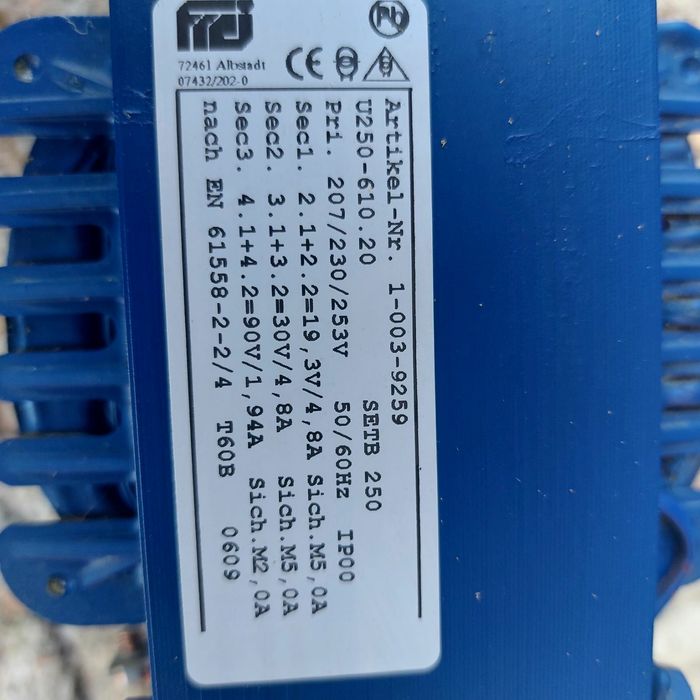 72461 Albstadt
07432/202-0
Artikel-Nr. 1-003-9259
U250-610.20 SETB 250
Pri. 207/230/253V 50/60Hz IP00
Sec1. 2.1+2.2=19,3V/4,8A Sich.M5,0A
Sec2. 3.1+3.2=30V/4,8A Sich.M5,0A
Sec3. 4.1+4.2=90V/1,94A Sich.M2,0A
nach EN 61558-2-2/4 T60B 0609